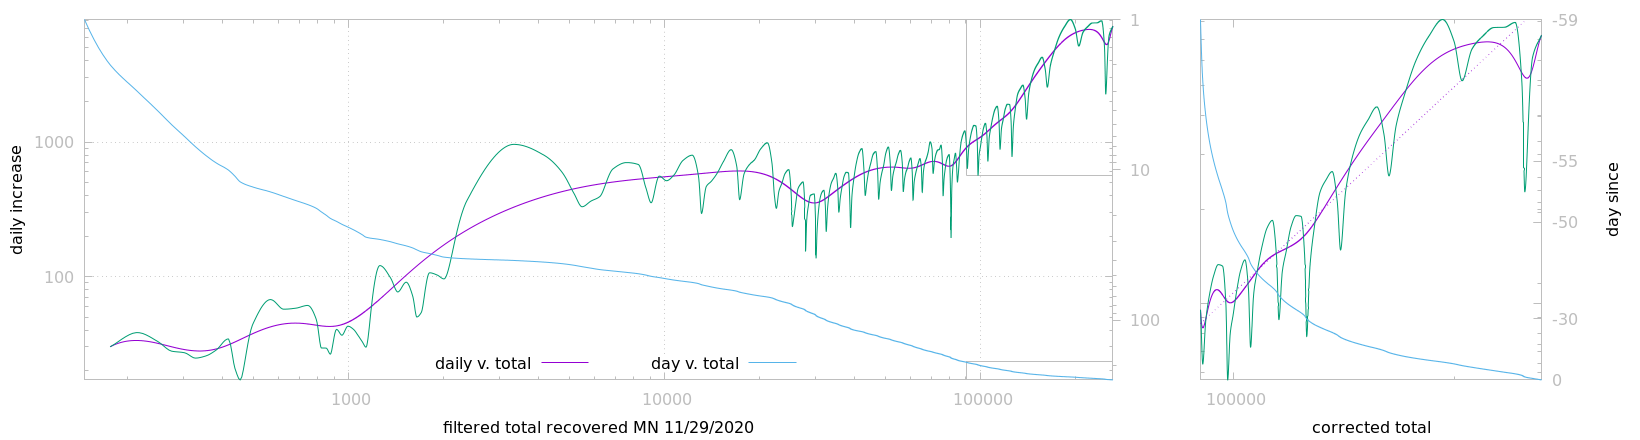 1000
100
daily increase
daily v. total
day v. total
1000
10000
100000
filtered total recovered MN 11/29/2020
1
10
100
100000
corrected total
-59
-55
-50
-30
0
day since